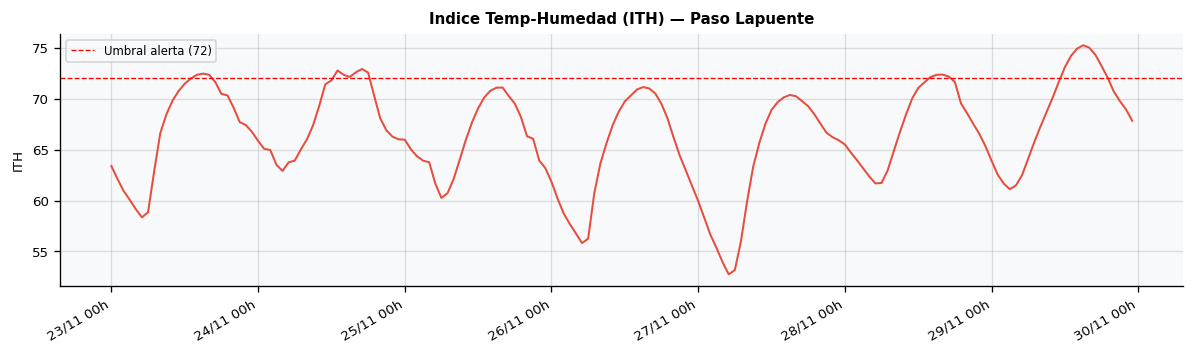 Indice Temp-Humedad (ITH) — Paso Lapuente
Umbral alerta (72)
ITH
75
70
65
60
55
23/11 00h
24/11 00h
25/11 00h
26/11 00h
27/11 00h
28/11 00h
29/11 00h
30/11 00h